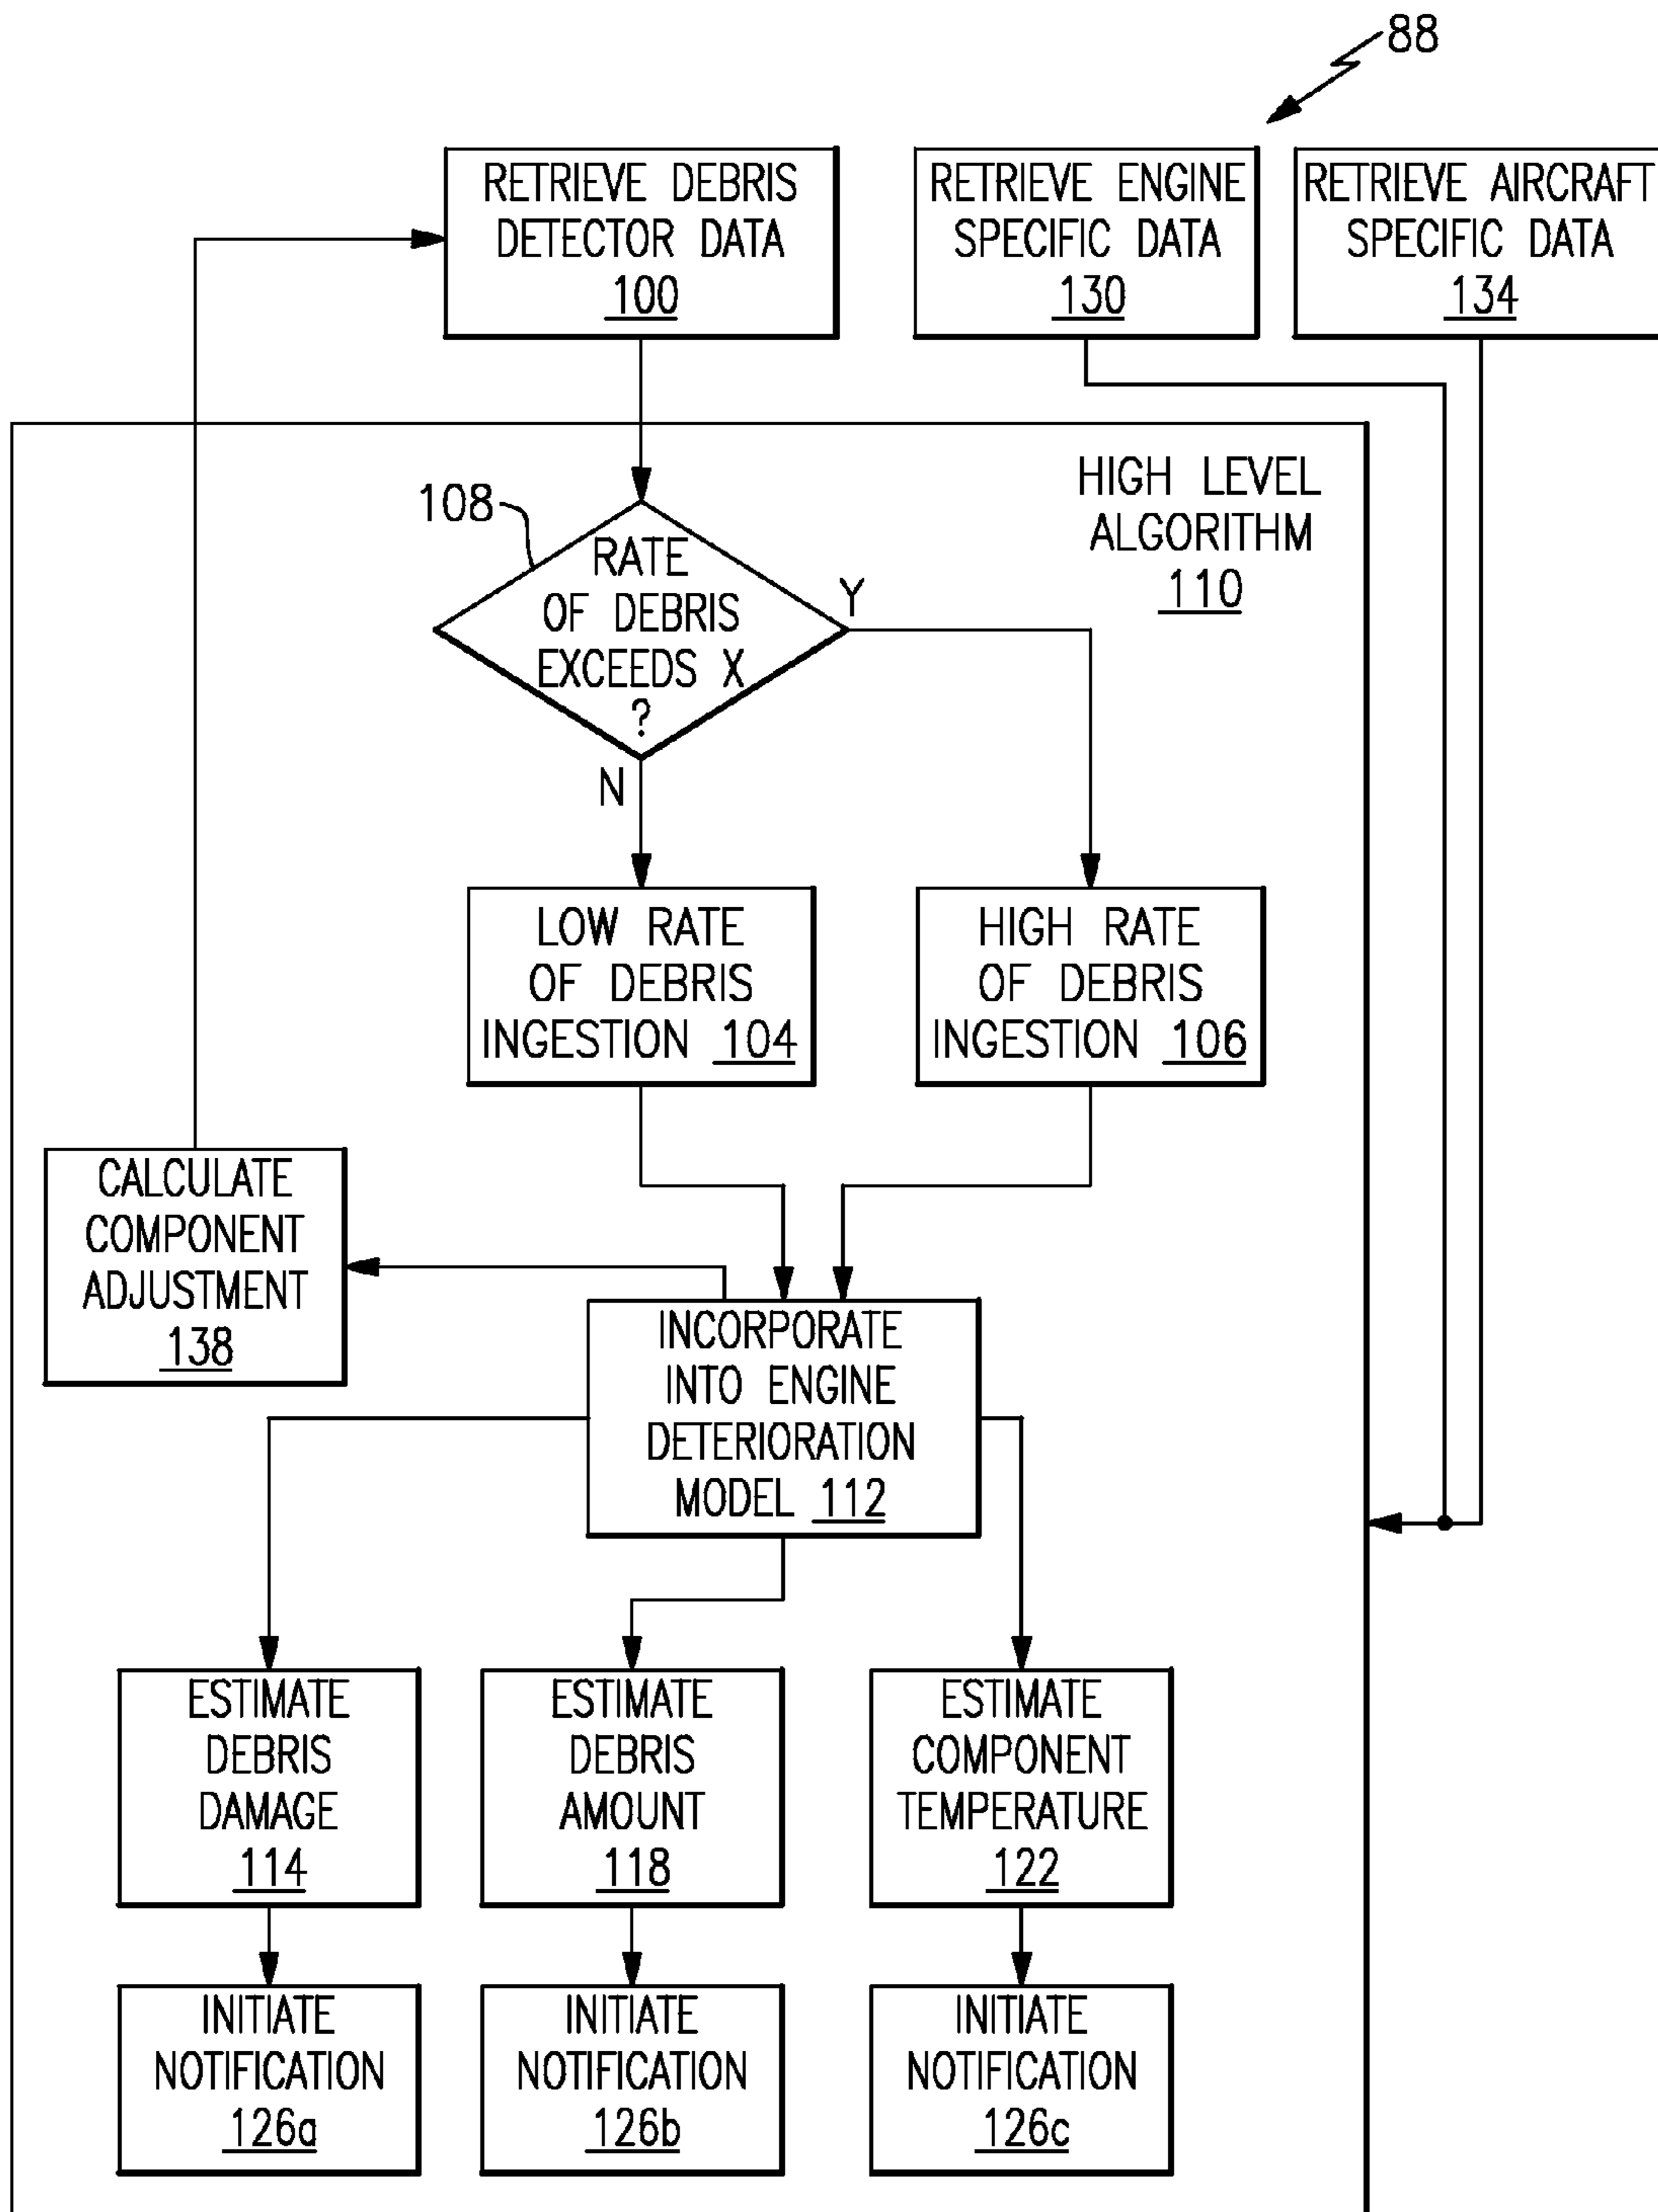 88
RETRIEVE DEBRIS
DETECTOR DATA
100
RETRIEVE ENGINE
SPECIFIC DATA
130
RETRIEVE AIRCRAFT
SPECIFIC DATA
134
HIGH LEVEL
ALGORITHM
110
108
RATE
OF DEBRIS
EXCEEDS X
?
Y
N
LOW RATE
OF DEBRIS
INGESTION 104
HIGH RATE
OF DEBRIS
INGESTION 106
CALCULATE
COMPONENT
ADJUSTMENT
138
INCORPORATE
INTO ENGINE
DETERIORATION
MODEL 112
ESTIMATE
DEBRIS
DAMAGE
114
ESTIMATE
DEBRIS
AMOUNT
118
ESTIMATE
COMPONENT
TEMPERATURE
122
INITIATE
NOTIFICATION
126a
INITIATE
NOTIFICATION
126b
INITIATE
NOTIFICATION
126c